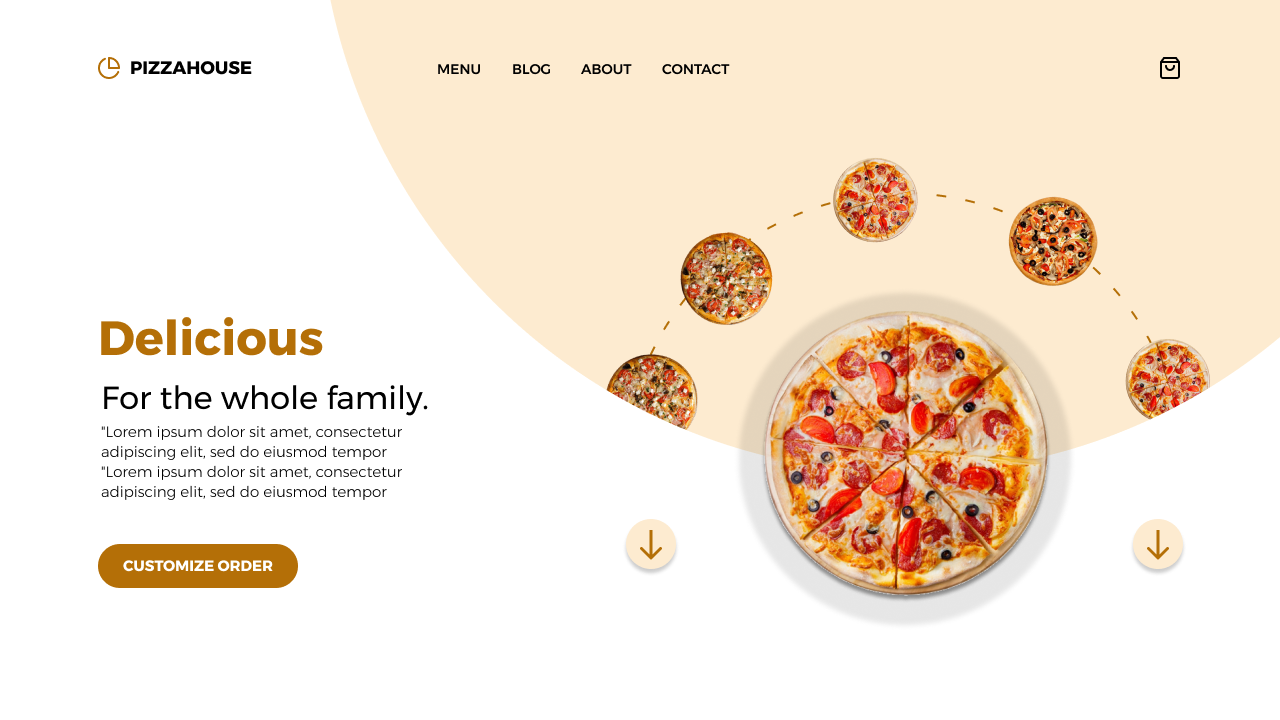 PIZZAHOUSE
MENU BLOG ABOUT CONTACT
Delicious
For the whole family.
"Lorem ipsum dolor sit amet, consectetur
adipiscing elit, sed do eiusmod tempor
"Lorem ipsum dolor sit amet, consectetur
adipiscing elit, sed do eiusmod tempor
CUSTOMIZE ORDER